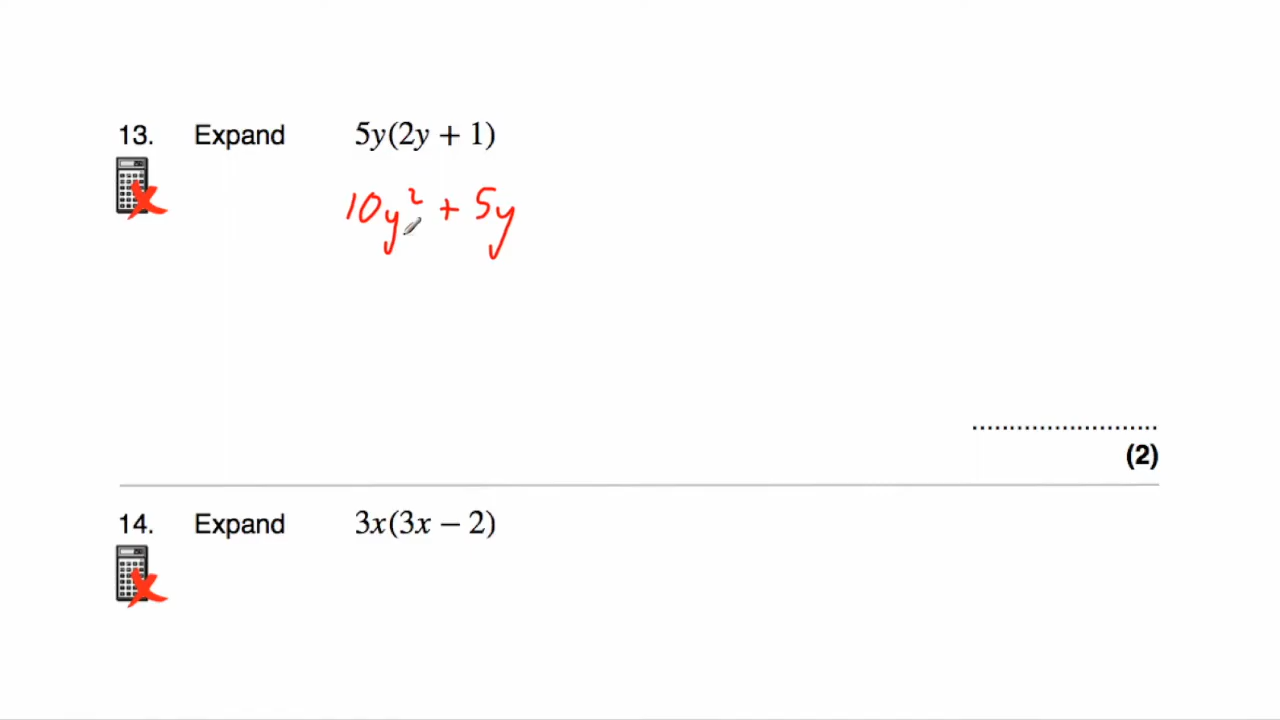 13. Expand 5y(2y + 1)
10y² + 5y
........................
(2)
14. Expand 3x(3x − 2)